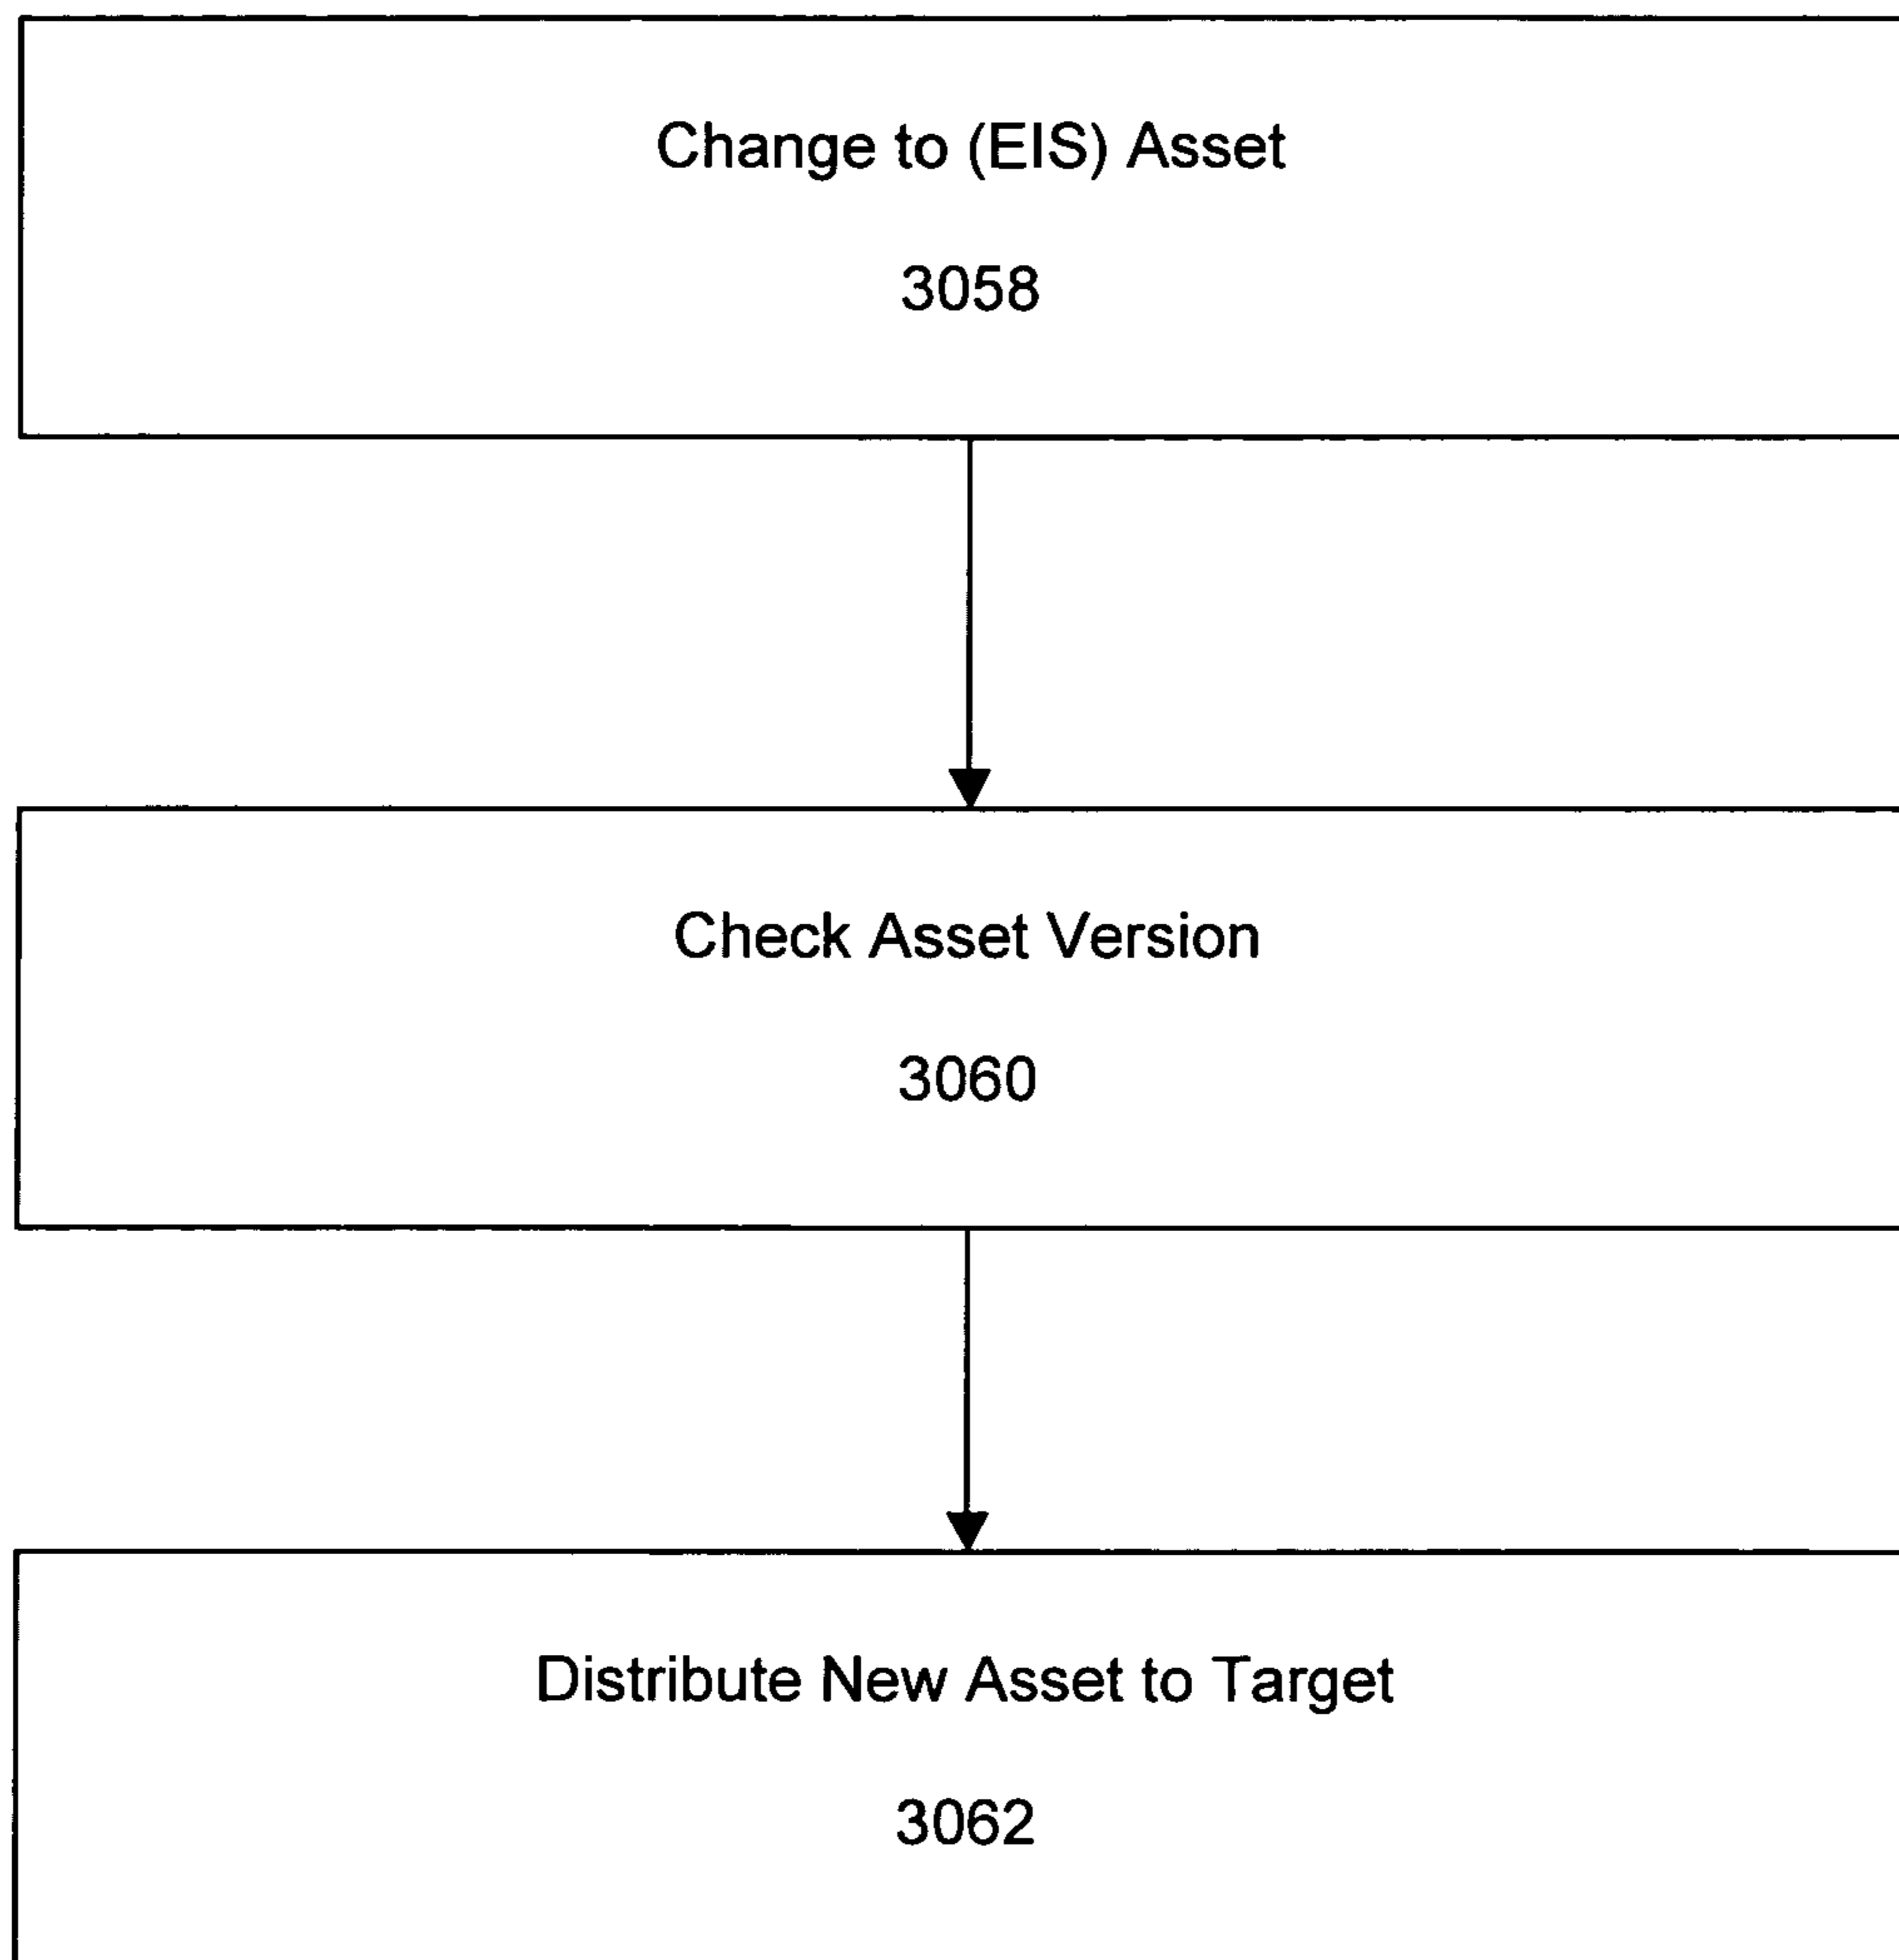 Change to (EIS) Asset
3058
Check Asset Version
3060
Distribute New Asset to Target
3062